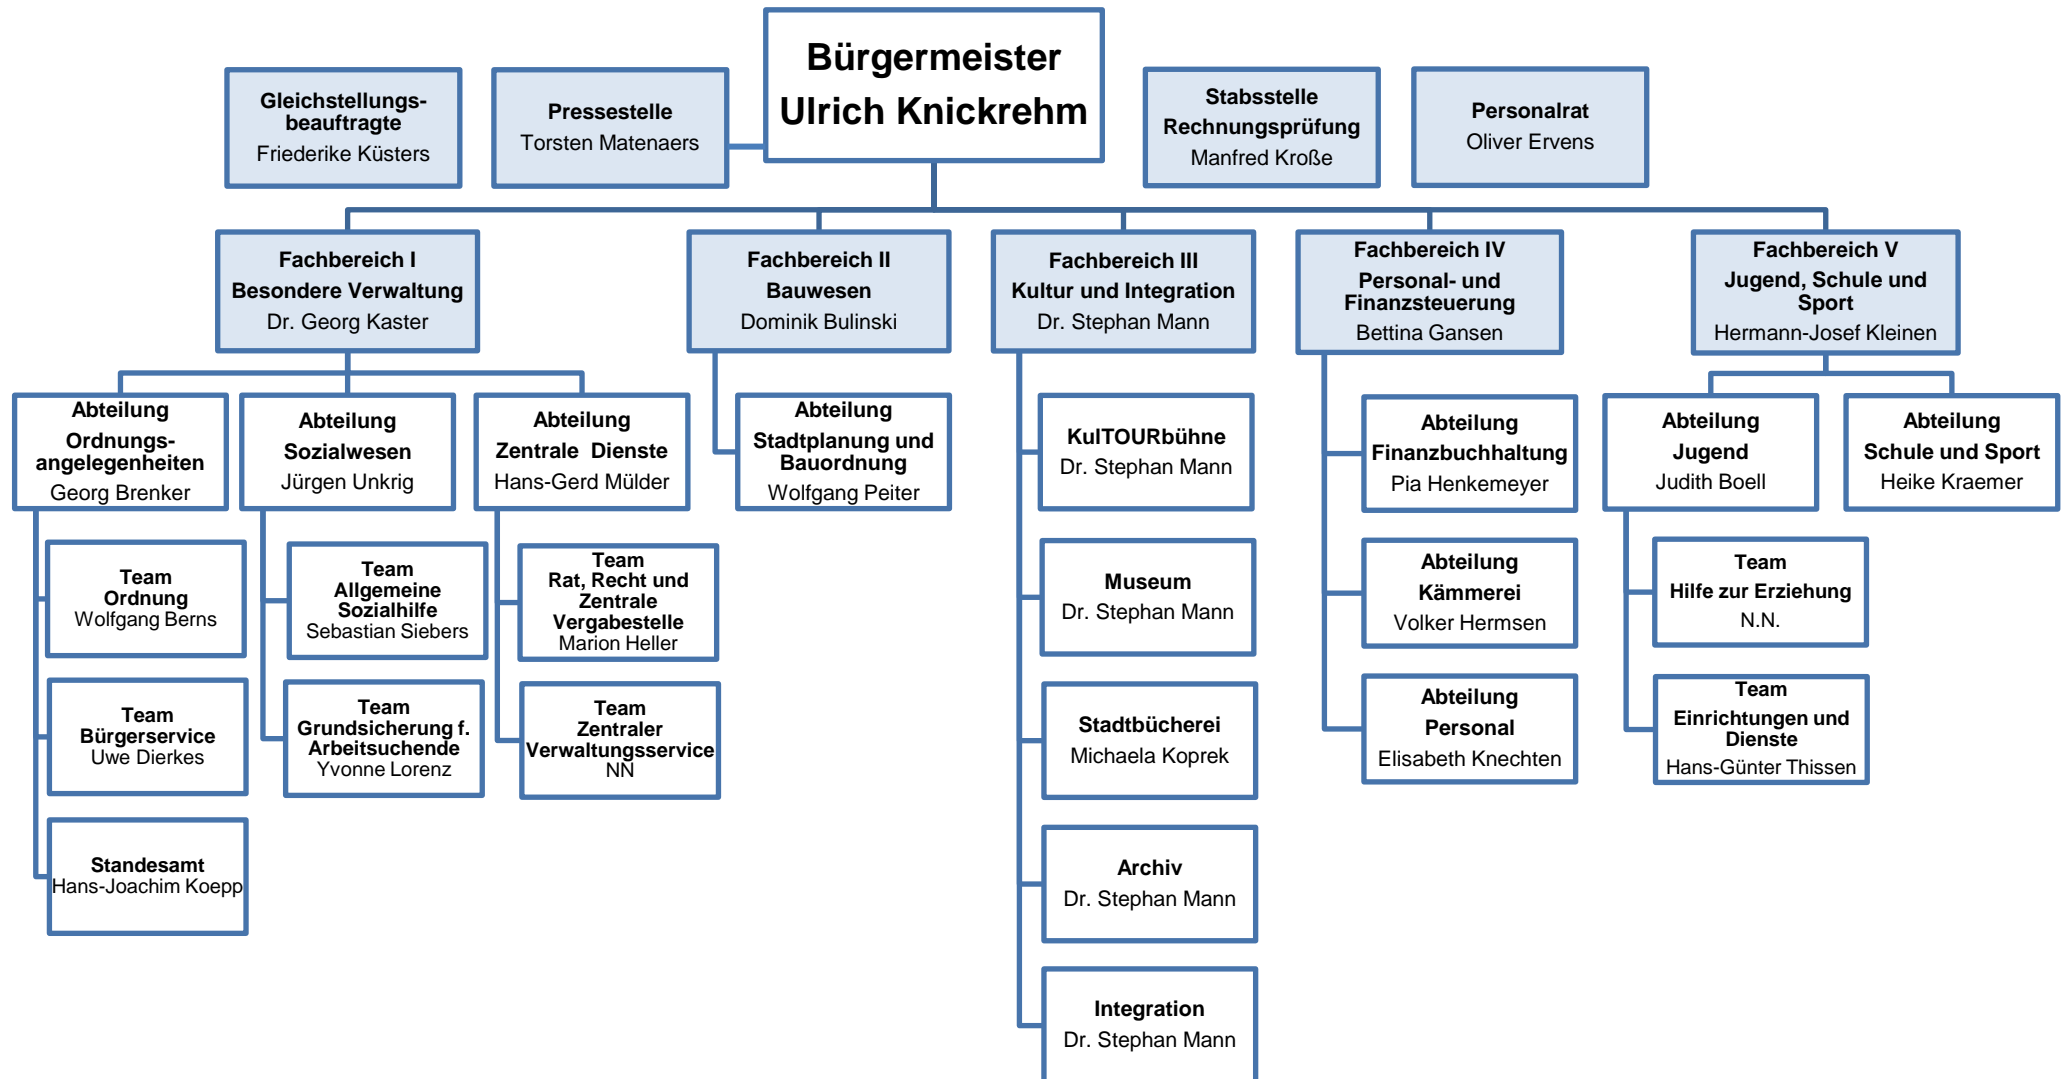 Bürgermeister
Ulrich Knickrehm
Gleichstellungs-
beauftragte
Friederike Küsters
Pressestelle
Torsten Matenaers
Stabsstelle
Rechnungsprüfung
Manfred Kroße
Personalrat
Oliver Ervens
Fachbereich I
Besondere Verwaltung
Dr. Georg Kaster
Fachbereich II
Bauwesen
Dominik Bulinski
Fachbereich III
Kultur und Integration
Dr. Stephan Mann
Fachbereich IV
Personal- und
Finanzsteuerung
Bettina Gansen
Fachbereich V
Jugend, Schule und
Sport
Hermann-Josef Kleinen
Abteilung
Ordnungs-
angelegenheiten
Georg Brenker
Abteilung
Sozialwesen
Jürgen Unkrig
Abteilung
Zentrale Dienste
Hans-Gerd Mülder
Abteilung
Stadtplanung und
Bauordnung
Wolfgang Peiter
KulTOURbühne
Dr. Stephan Mann
Abteilung
Finanzbuchhaltung
Pia Henkemeyer
Abteilung
Jugend
Judith Boell
Abteilung
Schule und Sport
Heike Kraemer
Team
Ordnung
Wolfgang Berns
Team
Allgemeine
Sozialhilfe
Sebastian Siebers
Team
Rat, Recht und
Zentrale
Vergabestelle
Marion Heller
Museum
Dr. Stephan Mann
Abteilung
Kämmerei
Volker Hermsen
Team
Hilfe zur Erziehung
N.N.
Team
Bürgerservice
Uwe Dierkes
Team
Grundsicherung f.
Arbeitsuchende
Yvonne Lorenz
Team
Zentraler
Verwaltungsservice
NN
Stadtbücherei
Michaela Koprek
Abteilung
Personal
Elisabeth Knechten
Team
Einrichtungen und
Dienste
Hans-Günter Thissen
Standesamt
Hans-Joachim Koepp
Archiv
Dr. Stephan Mann
Integration
Dr. Stephan Mann